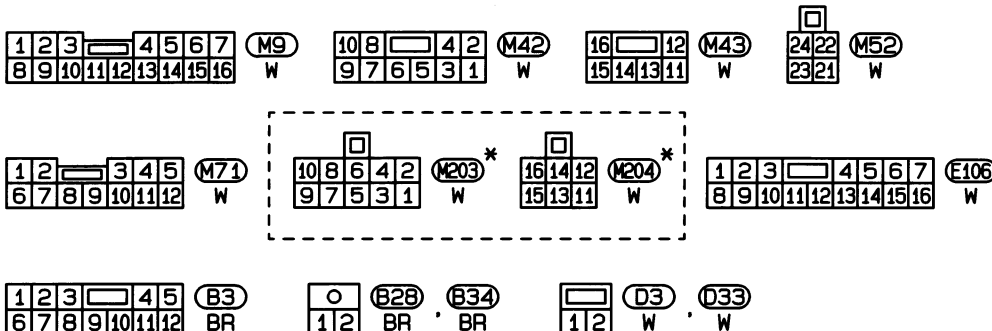 1 2 3 4 5 6 7 M9 10 8 4 2 M42 16 12 M43 24 22 M52
8 9 10 11 12 13 14 15 16 W 9 7 6 5 3 1 W 15 14 13 11 W 23 21 W
1 2 3 4 5 M71 10 8 6 4 2 M203 * 16 14 12 M204 * 1 2 3 4 5 6 7 E106
6 7 8 9 10 11 12 W 9 7 5 3 1 W 15 13 11 W 8 9 10 11 12 13 14 15 16 W
1 2 3 4 5 B3 B28 , B34 D3 , D33
6 7 8 9 10 11 12 BR 1 2 BR BR 1 2 W W